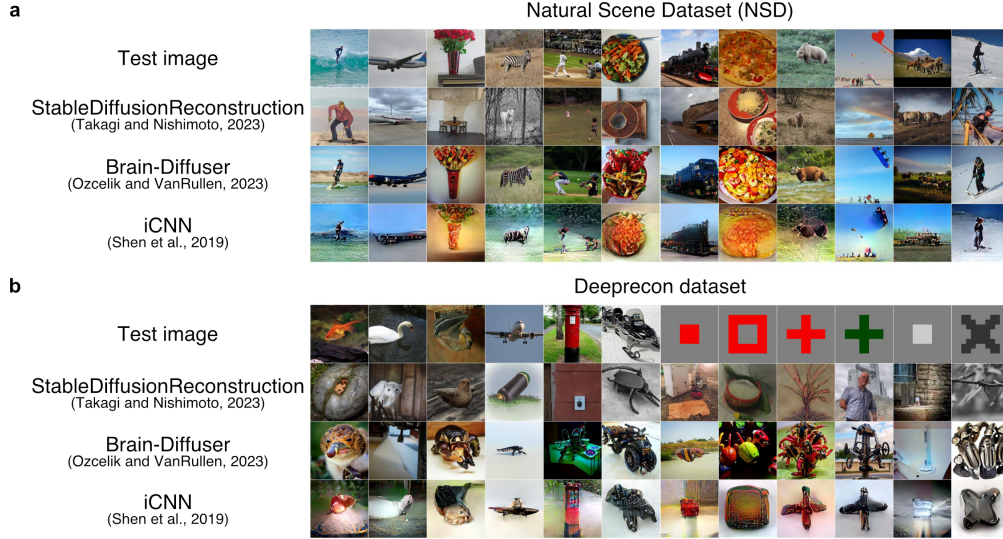 a
Natural Scene Dataset (NSD)
Test image
StableDiffusionReconstruction
(Takagi and Nishimoto, 2023)
Brain-Diffuser
(Ozcelik and VanRullen, 2023)
iCNN
(Shen et al., 2019)
b
Deeprecon dataset
Test image
StableDiffusionReconstruction
(Takagi and Nishimoto, 2023)
Brain-Diffuser
(Ozcelik and VanRullen, 2023)
iCNN
(Shen et al., 2019)